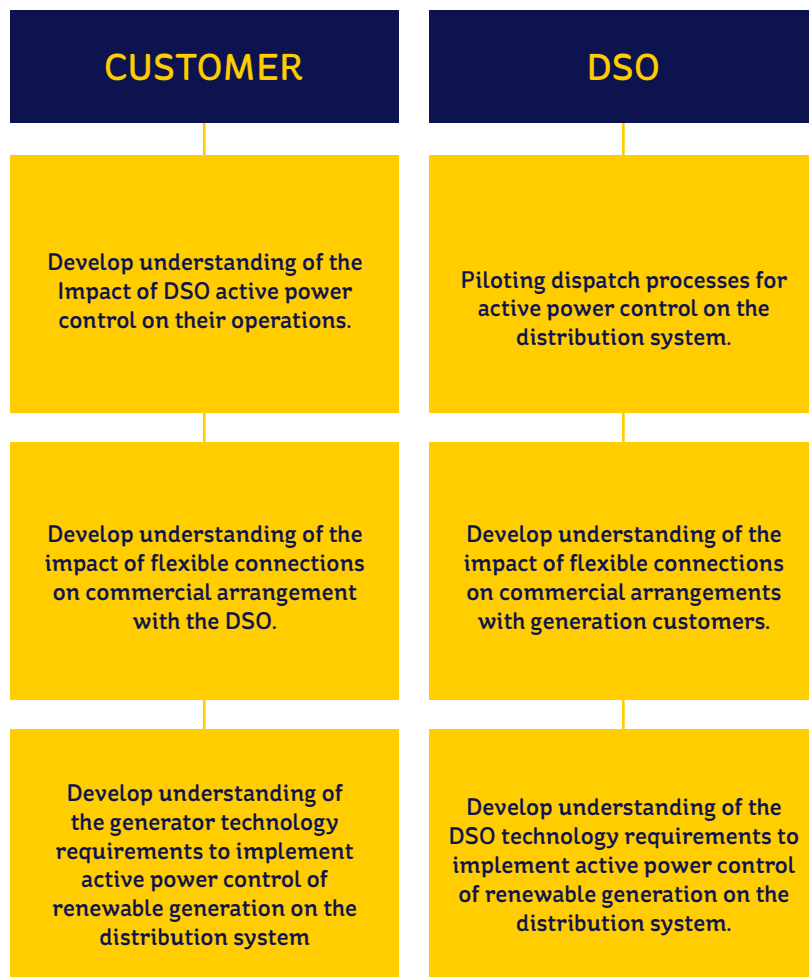 CUSTOMER
Develop understanding of the
Impact of DSO active power
control on their operations.
Develop understanding of the
impact of flexible connections
on commercial arrangement
with the DSO.
Develop understanding of
the generator technology
requirements to implement
active power control of
renewable generation on the
distribution system
DSO
Piloting dispatch processes for
active power control on the
distribution system.
Develop understanding of the
impact of flexible connections
on commercial arrangements
with generation customers.
Develop understanding of the
DSO technology requirements to
implement active power control
of renewable generation on the
distribution system.